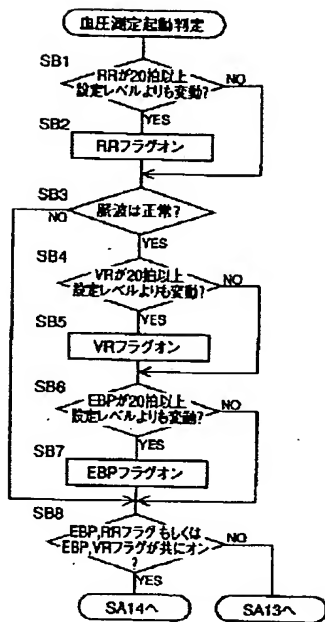 血圧測定起動判定
SB1
RRが20拍以上
設定レベルよりも変動?
NO
YES
SB2
RRフラグオン
SB3
NO
脈波は正常?
YES
SB4
VRが20拍以上
設定レベルよりも変動?
NO
YES
SB5
VRフラグオン
SB6
EBPが20拍以上
設定レベルよりも変動?
NO
YES
SB7
EBPフラグオン
SB8
EBP,RRフラグもしくは
EBP,VRフラグが共にオン
?
NO
YES
SA14へ
SA13へ